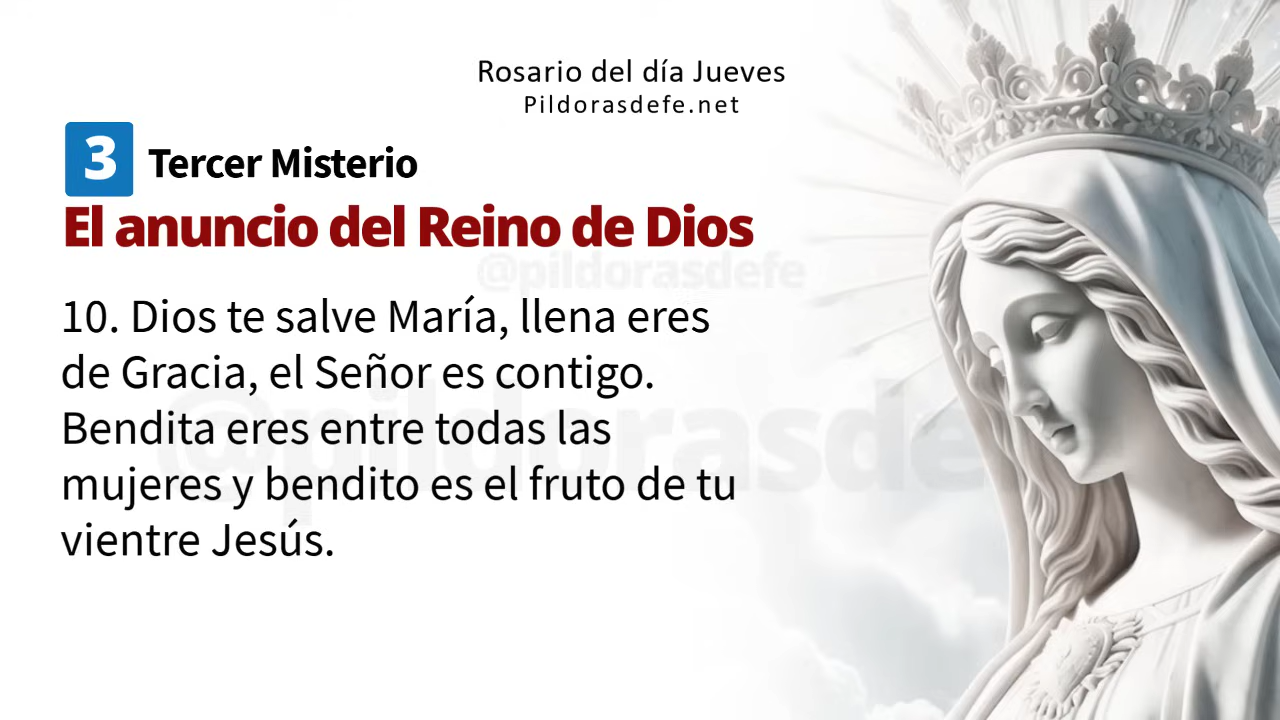 Rosario del día Jueves
Pildorasdefe.net
3 Tercer Misterio
El anuncio del Reino de Dios
@pildorasdefe
10. Dios te salve María, llena eres
de Gracia, el Señor es contigo.
Bendita eres entre todas las
mujeres y bendito es el fruto de tu
vientre Jesús.
@pildorasde